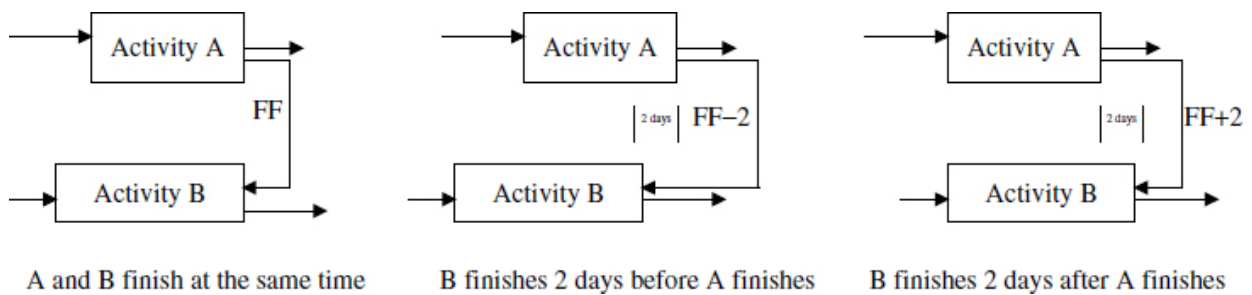 Activity A
FF
Activity B
A and B finish at the same time
Activity A
2 days FF−2
Activity B
B finishes 2 days before A finishes
Activity A
2 days FF+2
Activity B
B finishes 2 days after A finishes